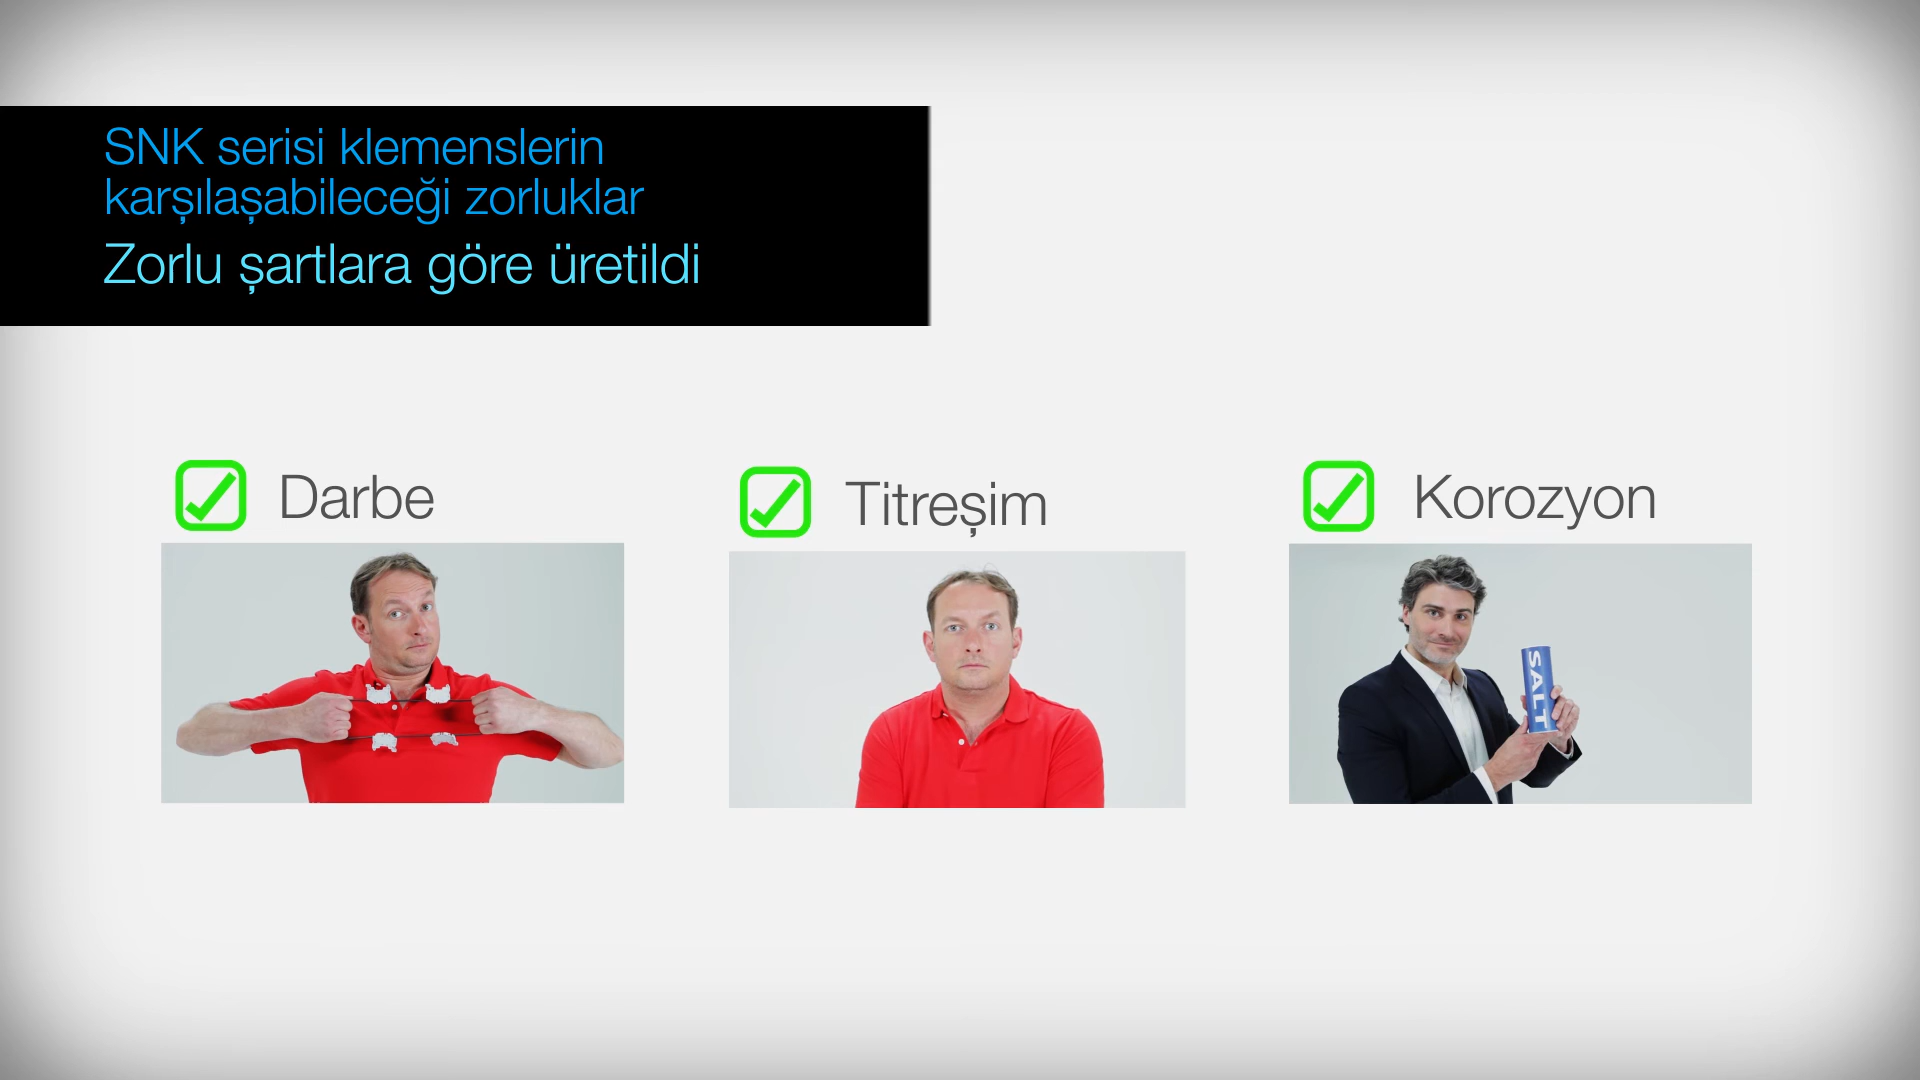 SNK serisi klemenslerin
karşılaşabileceği zorluklar
Zorlu şartlara göre üretildi
Darbe
Titreşim
Korozyon
SALT